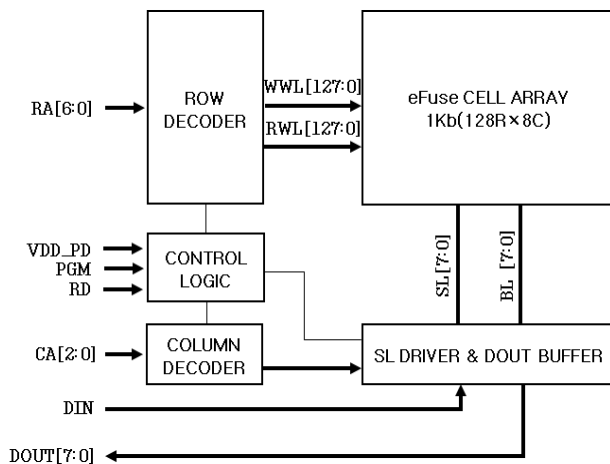 RA[6:0]
ROW
DECODER
WWL[127:0]
RWL[127:0]
eFuse CELL ARRAY
1Kb(128R×8C)
VDD_PD
PGM
RD
CONTROL
LOGIC
SL[7:0]
BL [7:0]
CA[2:0]
COLUMN
DECODER
SL DRIVER & DOUT BUFFER
DIN
DOUT[7:0]